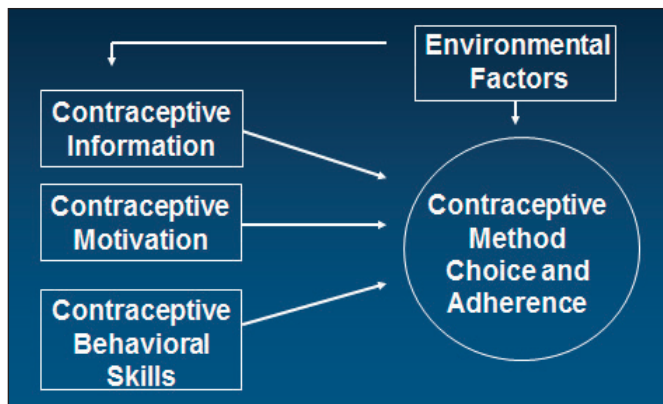 Environmental
Factors
Contraceptive
Information
Contraceptive
Motivation
Contraceptive
Behavioral
Skills
Contraceptive
Method
Choice and
Adherence